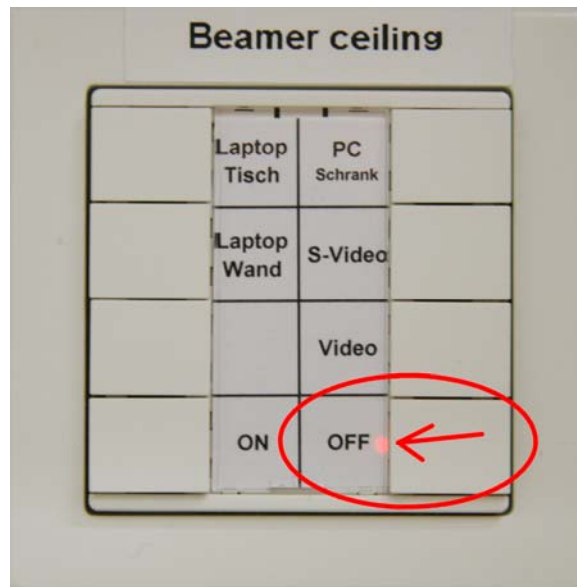 Beamer ceiling
Laptop
Tisch
PC
Schrank
Laptop
Wand
S-Video
Video
ON
OFF